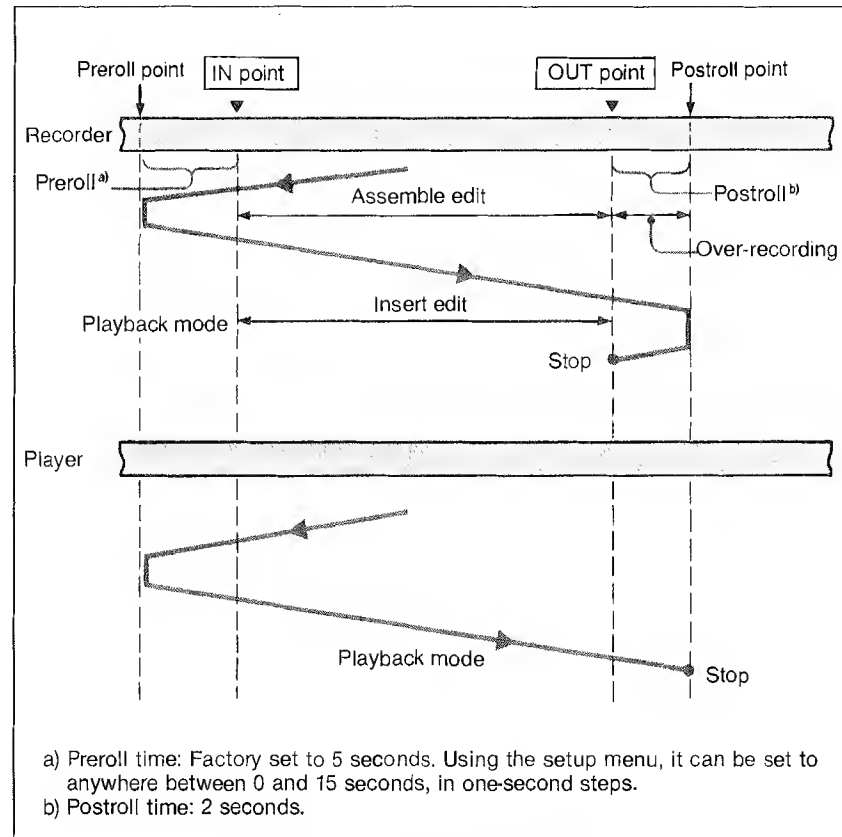 Preroll point
IN point
OUT point
Postroll point
Recorder
Preroll a)
Assemble edit
Postroll b)
Over-recording
Playback mode
Insert edit
Stop
Player
Playback mode
Stop
a) Preroll time: Factory set to 5 seconds. Using the setup menu, it can be set to
anywhere between 0 and 15 seconds, in one-second steps.
b) Postroll time: 2 seconds.